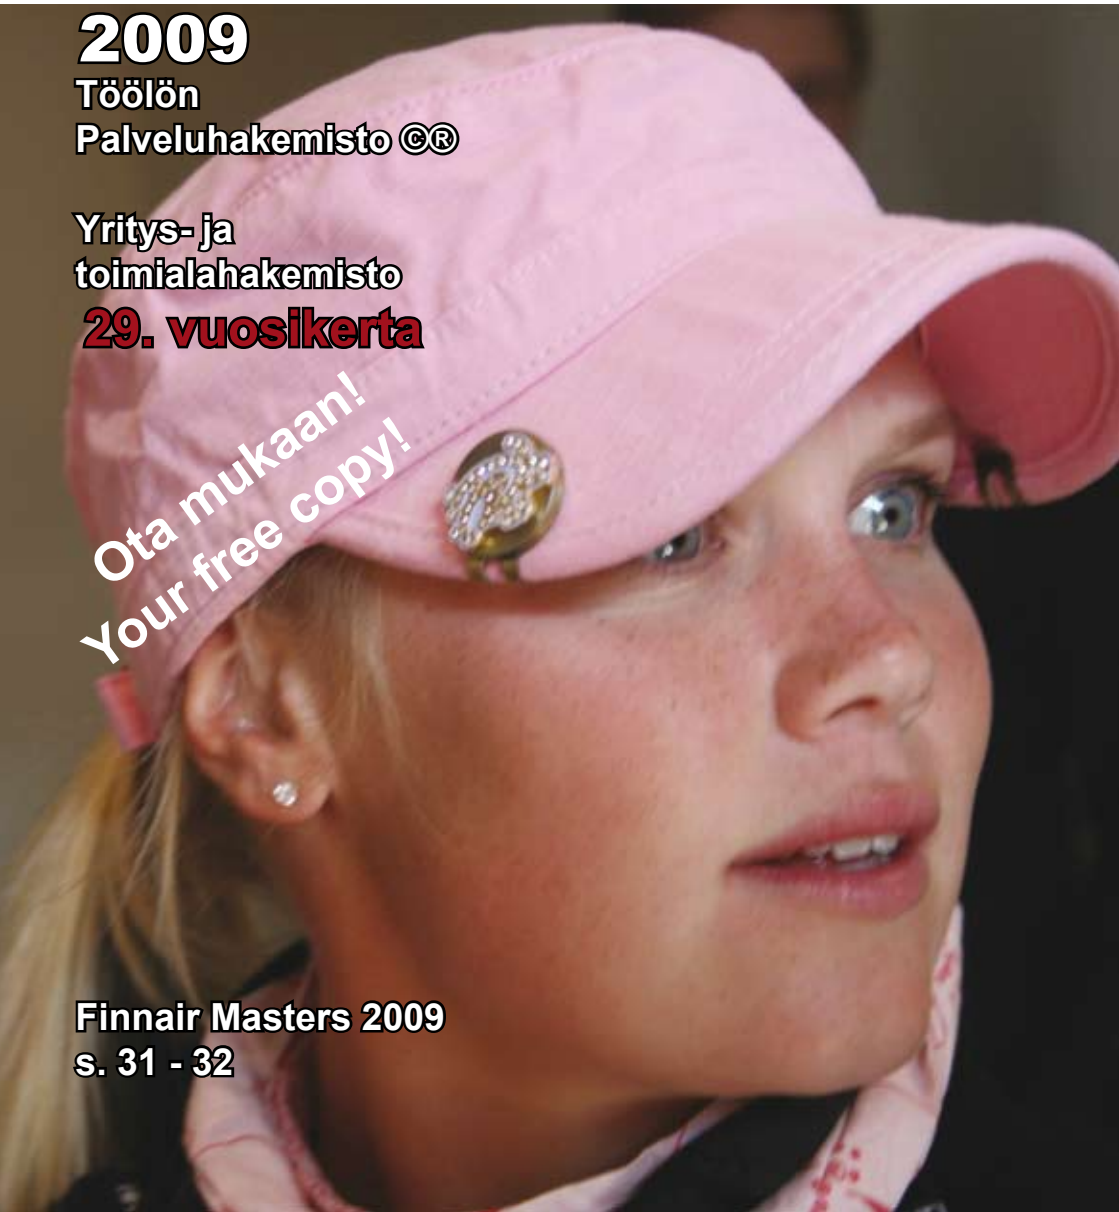 2009
Töölön
Palveluhakemisto ©®
Yritys- ja
toimialahakemisto
29. vuosikerta
Ota mukaan!
Your free copy!
Finnair Masters 2009
s. 31 - 32